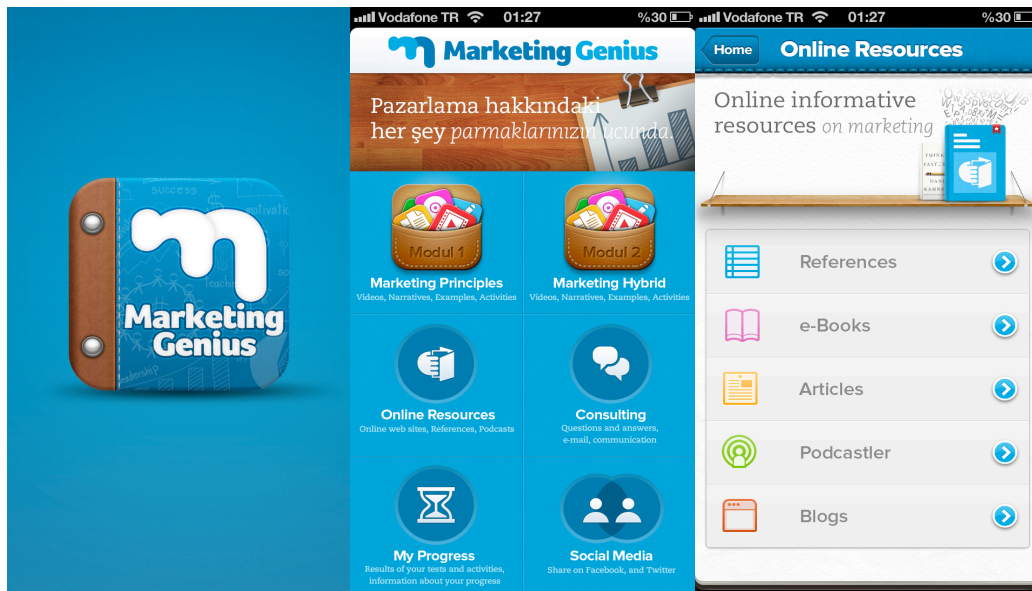 success
motivatic
Marketing
Genius
leadership
Vodafone TR 01:27 %30
Marketing Genius
Pazarlama hakkındaki
her şey parmaklarınızın ucunda.
Modul 1
Modul 2
Marketing Principles
Videos, Narratives, Examples, Activities
Marketing Hybrid
Videos, Narratives, Examples, Activities
Online Resources
Online web sites, References, Podcasts
Consulting
Questions and answers,
e-mail, communication
My Progress
Results of your tests and activities,
information about your progress
Social Media
Share on Facebook, and Twitter
Vodafone TR 01:27 %30
Home
Online Resources
Online informative
resources on marketing
References
e-Books
Articles
Podcastler
Blogs